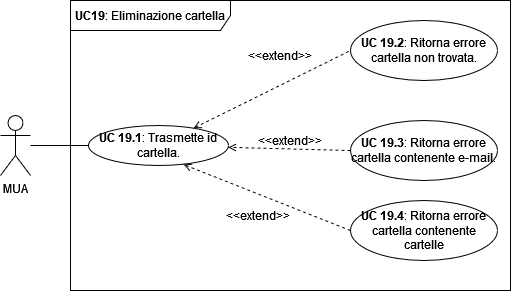 UC19: Eliminazione cartella
<<extend>>
UC 19.2: Ritorna errore
cartella non trovata.
MUA
UC 19.1: Trasmette id
cartella.
<<extend>>
UC 19.3: Ritorna errore
cartella contenente e-mail.
<<extend>>
UC 19.4: Ritorna errore
cartella contenente
cartelle